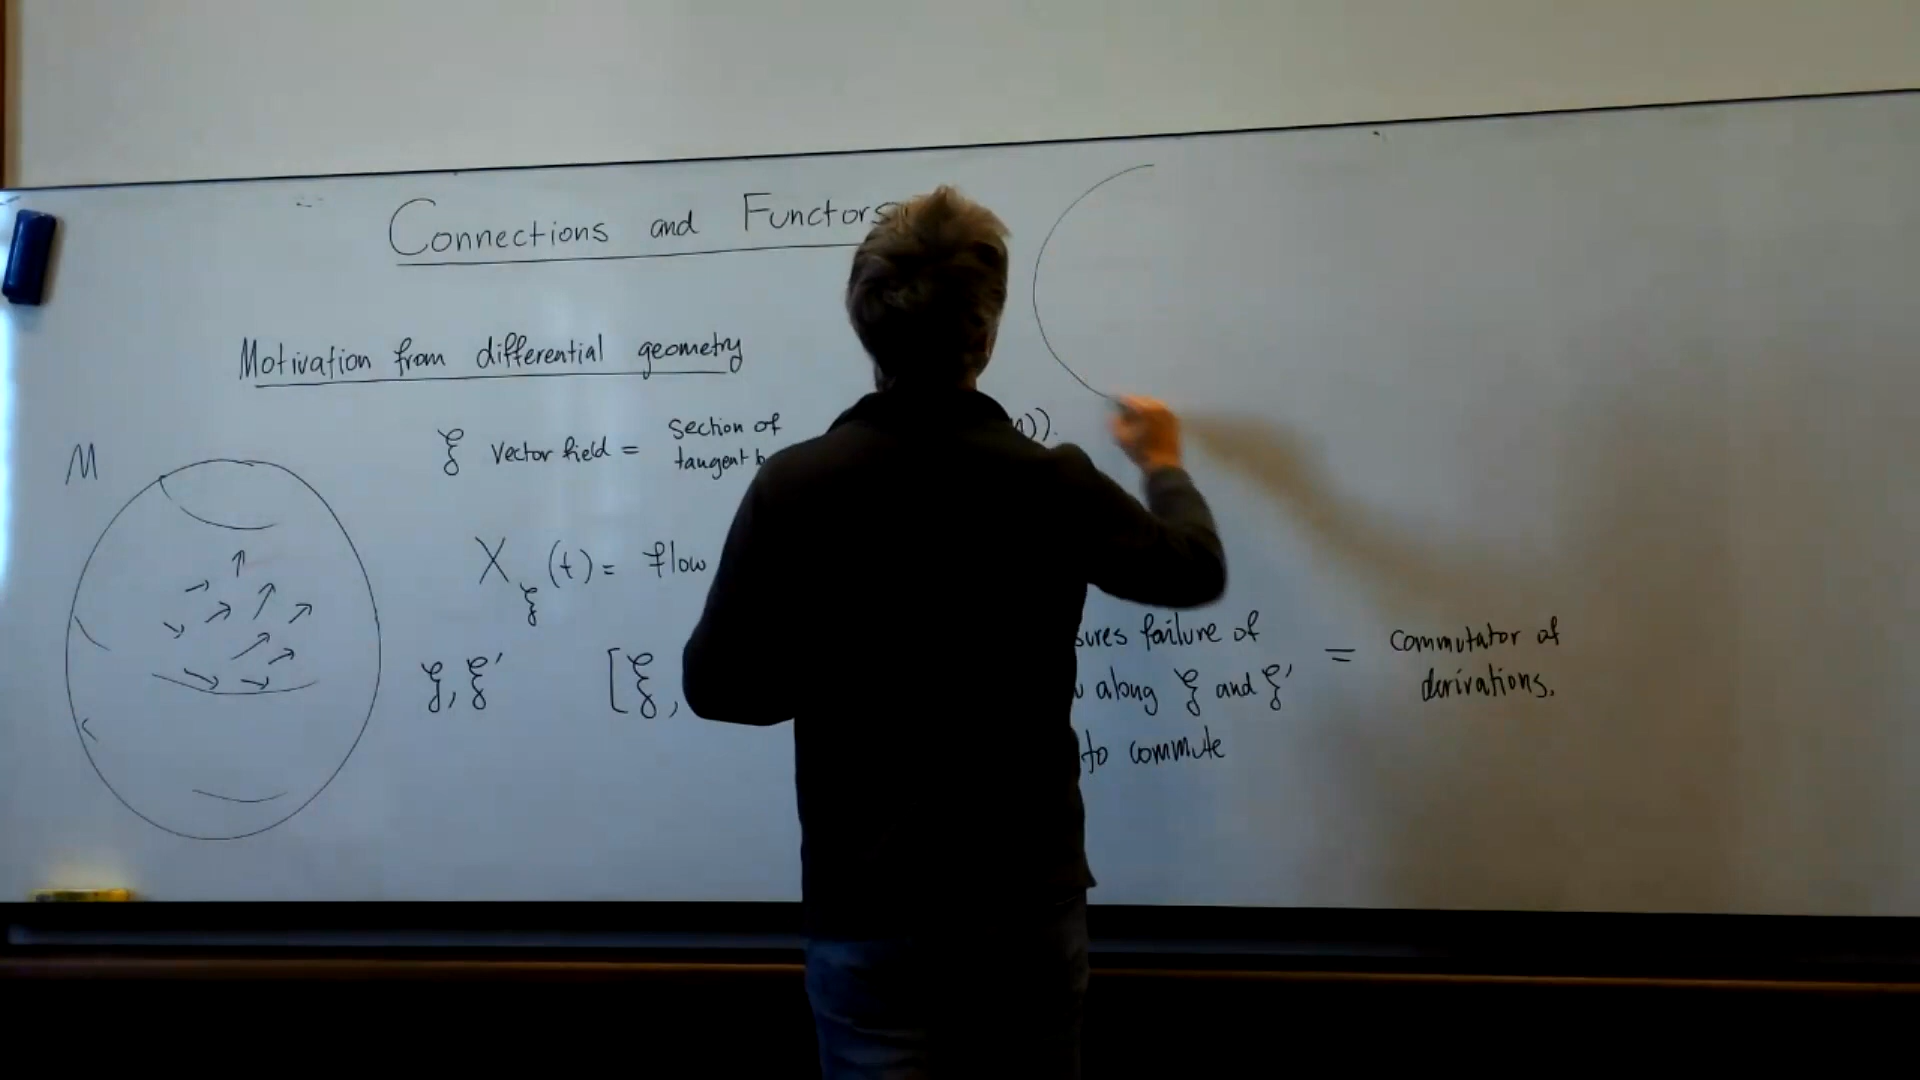 Connections and Functors
Motivation from differential geometry
M
ξ vector field = section of
tangent
)).
X_ξ (t) = flow
ξ, ξ' [ξ,
failure of
along ξ and ξ'
to commute
= commutator of
derivations.